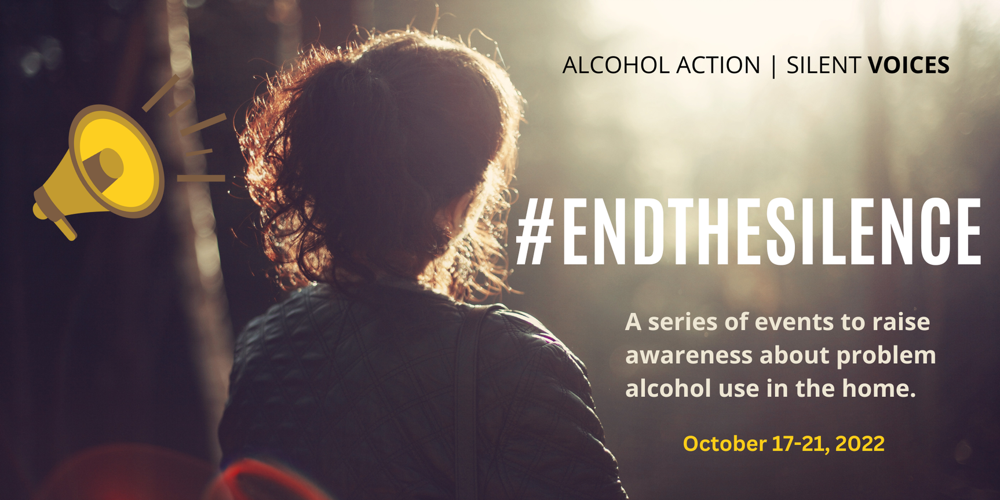 ALCOHOL ACTION | SILENT VOICES
#ENDTHESILENCE
A series of events to raise
awareness about problem
alcohol use in the home.
October 17-21, 2022